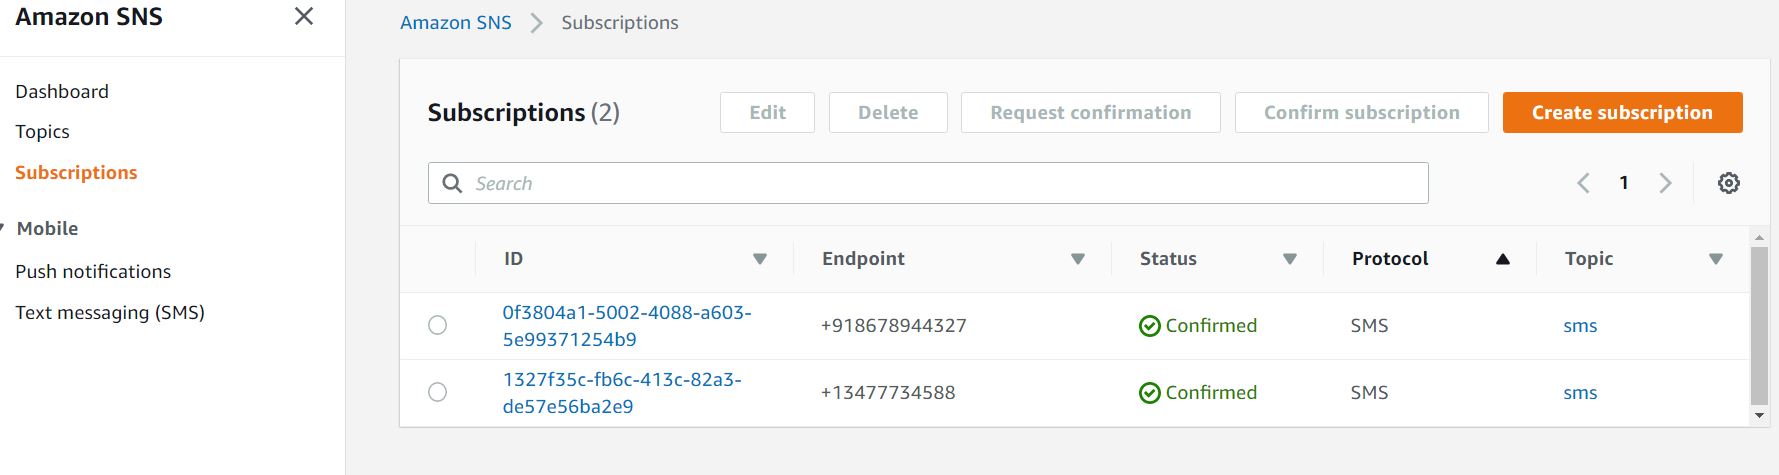 Amazon SNS
Dashboard
Topics
Subscriptions
Mobile
Push notifications
Text messaging (SMS)
Amazon SNS > Subscriptions
Subscriptions (2) Edit Delete Request confirmation Confirm subscription Create subscription
Search 1
ID Endpoint Status Protocol Topic
0f3804a1-5002-4088-a603-
5e99371254b9 +918678944327 Confirmed SMS sms
1327f35c-fb6c-413c-82a3-
de57e56ba2e9 +13477734588 Confirmed SMS sms